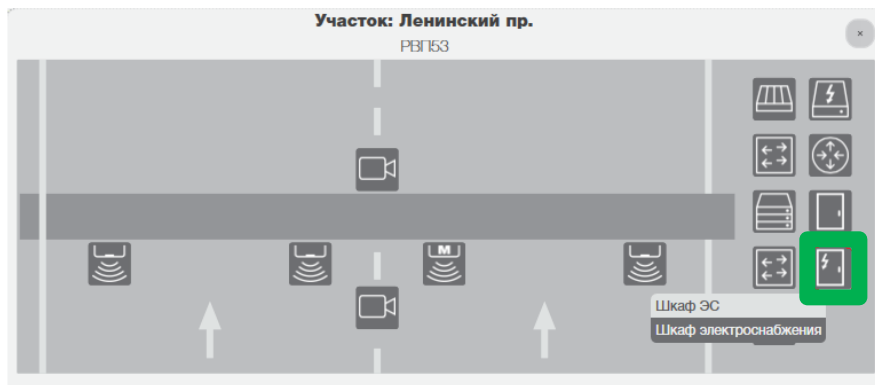 Участок: Ленинский пр.
РВП53
×
M
Шкаф ЭС
Шкаф электроснабжения